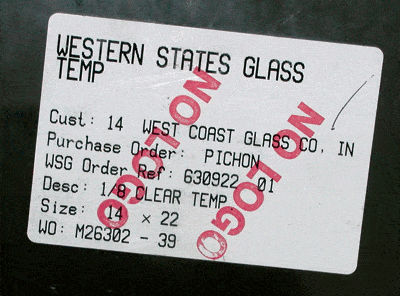 WESTERN STATES GLASS
TEMP
Cust: 14 WEST COAST GLASS CO, IN
Purchase Order: PICHON
WSG Order Ref: 630922 01
Desc: 1/8 CLEAR TEMP.
Size: 14 x 22
WO: M26302 - 39
NO LOGO
NO LOGO